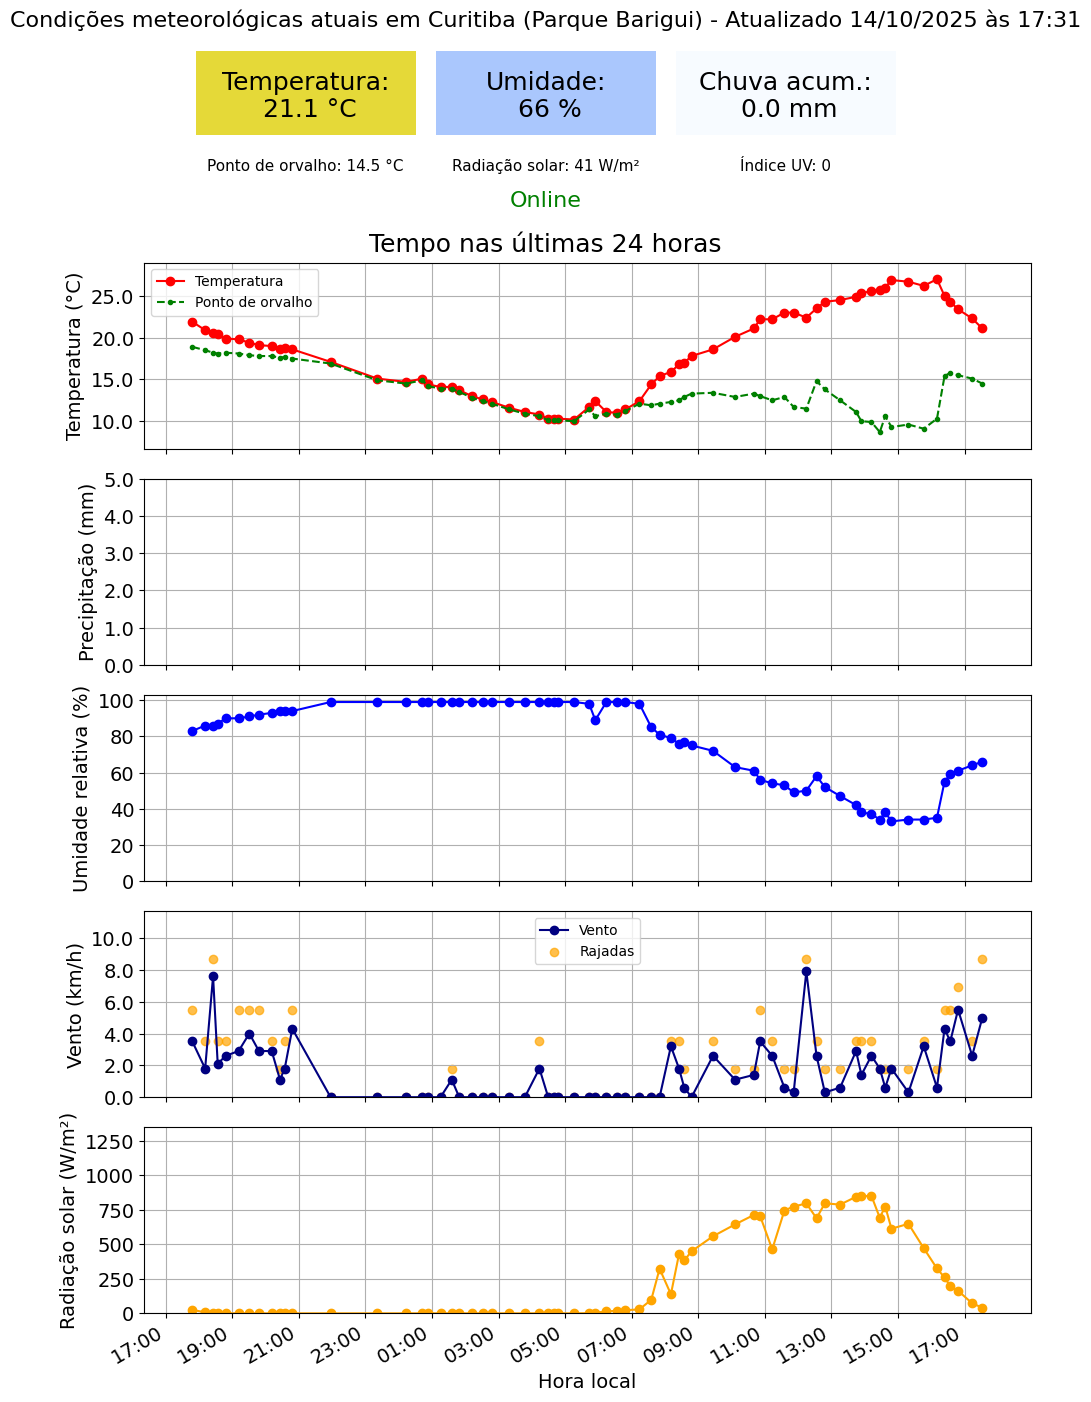 Condições meteorológicas atuais em Curitiba (Parque Barigui) - Atualizado 14/10/2025 às 17:31
Temperatura:
21.1 °C
Umidade:
66 %
Chuva acum.:
0.0 mm
Ponto de orvalho: 14.5 °C
Radiação solar: 41 W/m²
Índice UV: 0
Online
Tempo nas últimas 24 horas
Temperatura (°C)
25.0
20.0
15.0
10.0
Temperatura
Ponto de orvalho
Precipitação (mm)
5.0
4.0
3.0
2.0
1.0
0.0
Umidade relativa (%)
100
80
60
40
20
0
Vento (km/h)
10.0
8.0
6.0
4.0
2.0
0.0
Vento
Rajadas
Radiação solar (W/m²)
1250
1000
750
500
250
0
17:00
19:00
21:00
23:00
01:00
03:00
05:00
07:00
09:00
11:00
13:00
15:00
17:00
Hora local